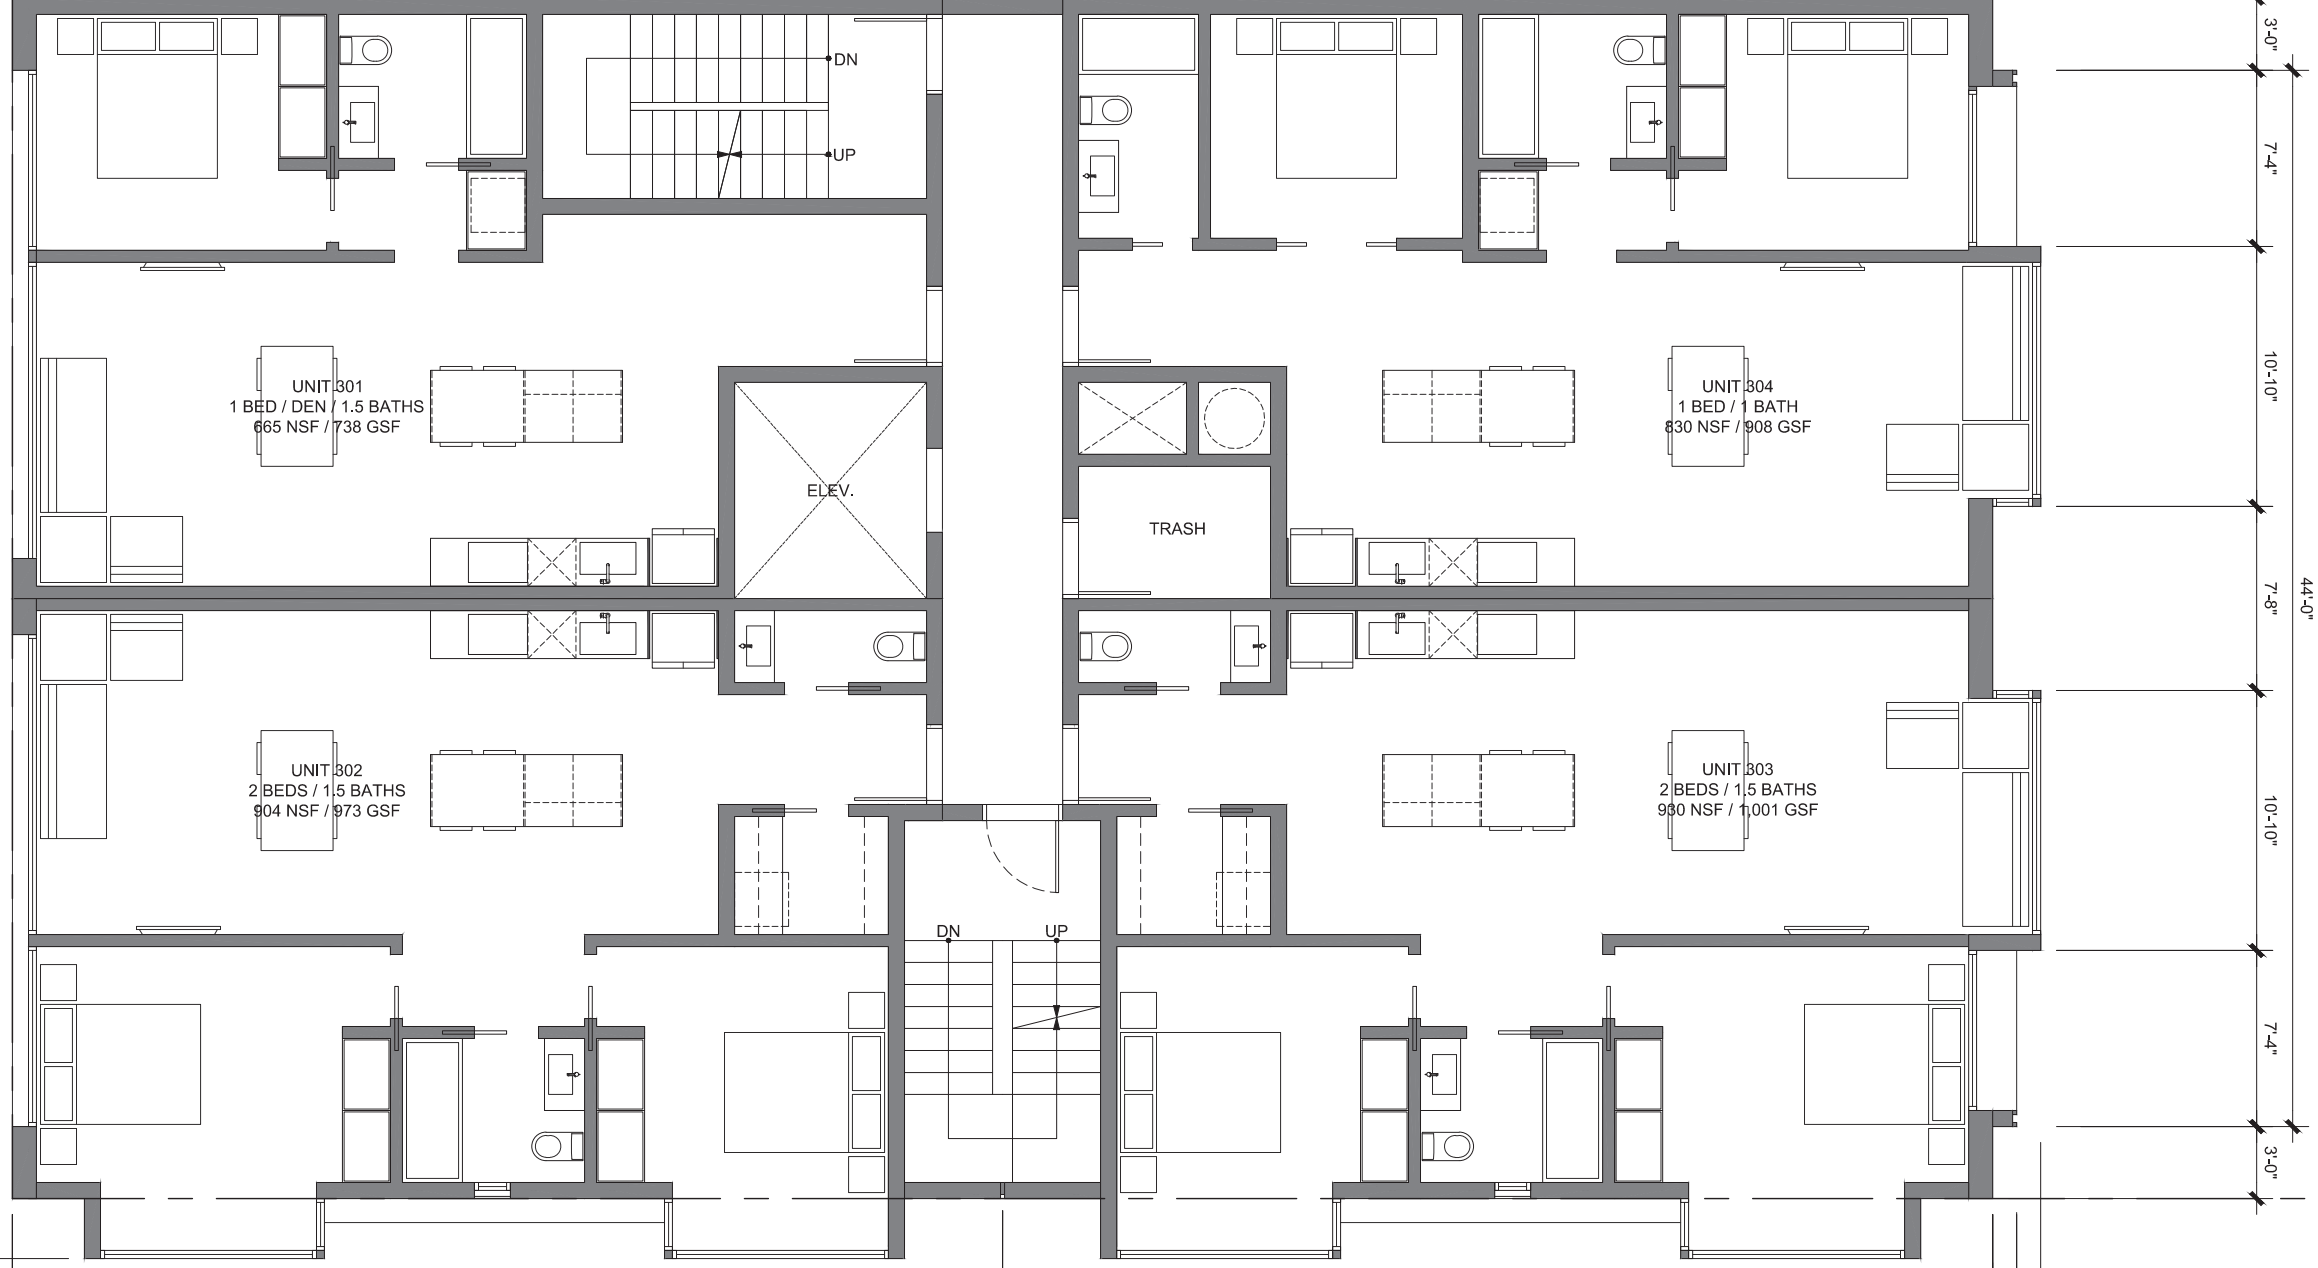 DN
UP
UNIT 301
1 BED / DEN / 1.5 BATHS
665 NSF / 738 GSF
UNIT 304
1 BED / 1 BATH
830 NSF / 908 GSF
ELEV.
TRASH
UNIT 302
2 BEDS / 1.5 BATHS
904 NSF / 973 GSF
UNIT 303
2 BEDS / 1.5 BATHS
930 NSF / 1,001 GSF
DN
UP
3'-0"
7'-4"
10'-10"
7'-8"
44'-0"
10'-10"
7'-4"
3'-0"